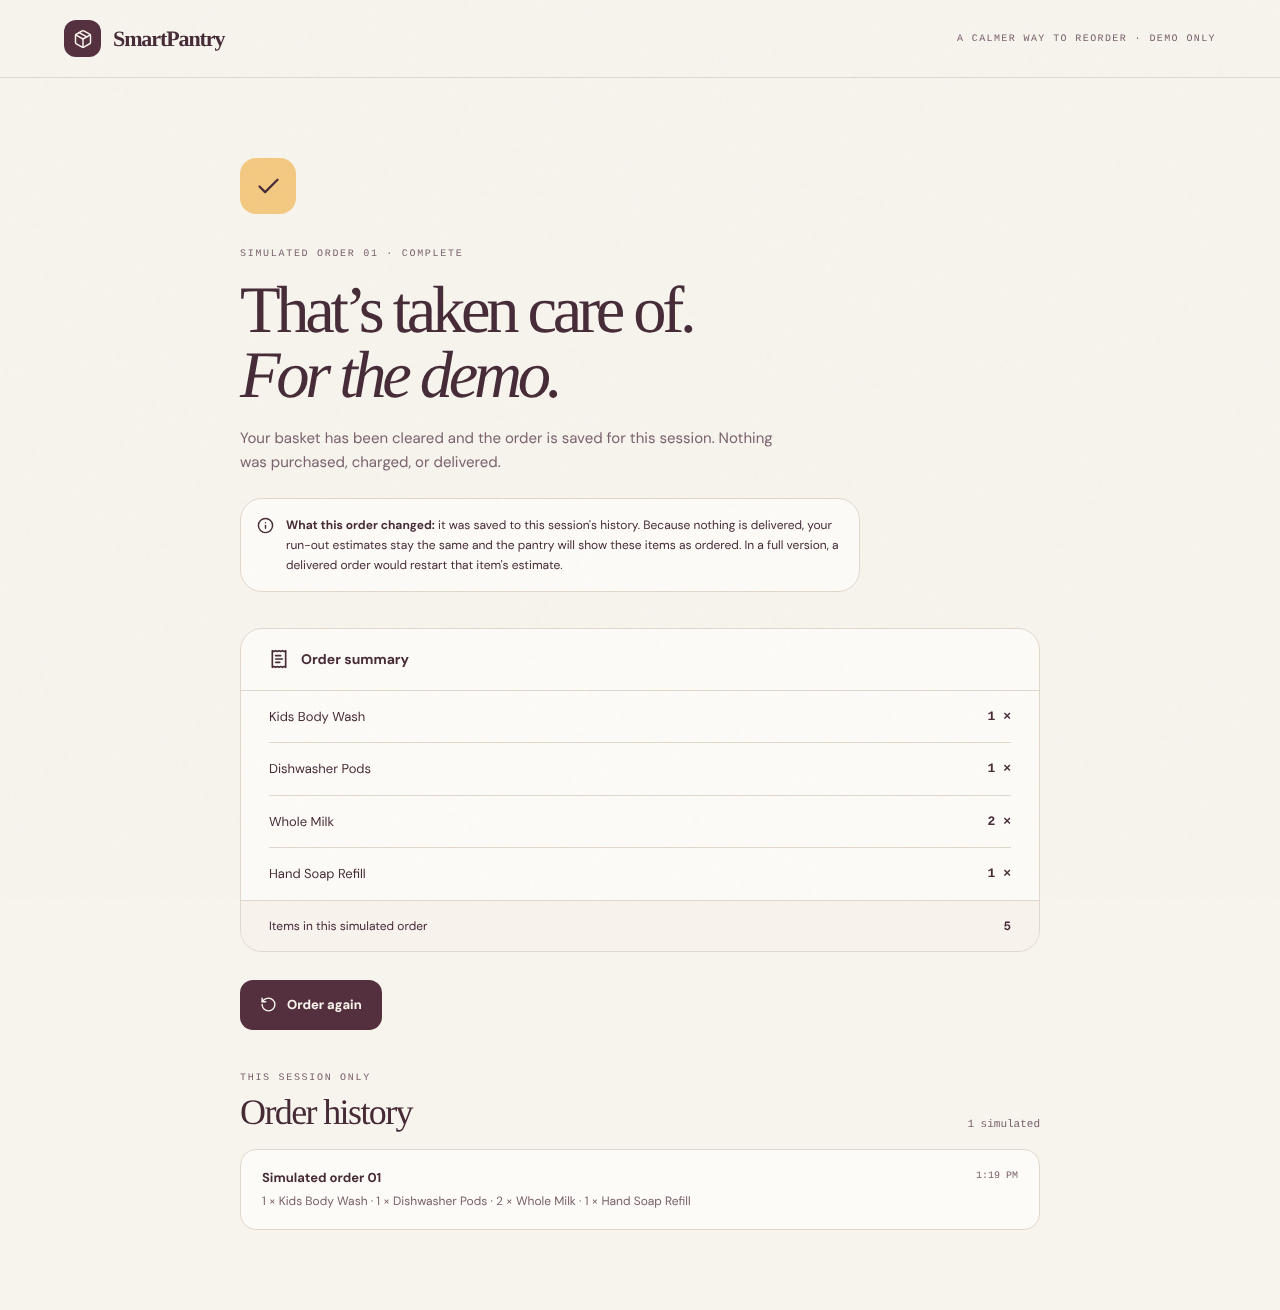 SmartPantry
A CALMER WAY TO REORDER · DEMO ONLY
SIMULATED ORDER 01 · COMPLETE
That’s taken care of.
For the demo.
Your basket has been cleared and the order is saved for this session. Nothing
was purchased, charged, or delivered.
What this order changed: it was saved to this session's history. Because nothing is delivered, your
run-out estimates stay the same and the pantry will show these items as ordered. In a full version, a
delivered order would restart that item's estimate.
Order summary
Kids Body Wash 1 ×
Dishwasher Pods 1 ×
Whole Milk 2 ×
Hand Soap Refill 1 ×
Items in this simulated order 5
Order again
THIS SESSION ONLY
Order history
1 simulated
Simulated order 01 1:19 PM
1 × Kids Body Wash · 1 × Dishwasher Pods · 2 × Whole Milk · 1 × Hand Soap Refill